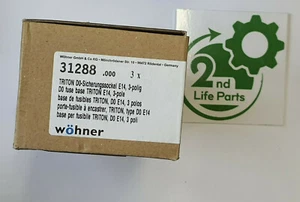 Wöhner GmbH & Co KG • Mönchrödener Str. 10 • 96472 Rödental • Germany
31288 .000 3 x
TRITON D0-Sicherungssockel E14, 3-polig
D0 fuse base TRITON E14, 3-pole
base de fusibles TRITON, D0 E14, 3 polos
porte-fusible à encastrer, TRITON, type D0 E14
base per fusibile TRITON, D0 E14, 3 poli
wöhner
2nd
Life Parts